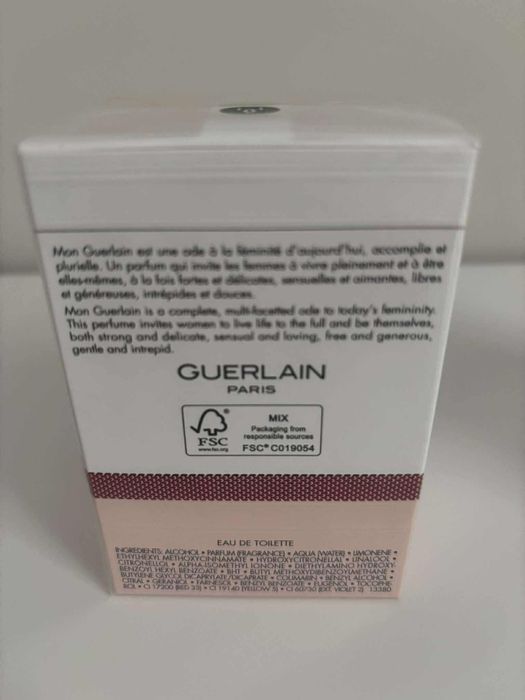 Mon Guerlain est une ode à la féminité d'aujourd'hui, accomplie et
plurielle. Un parfum qui invite les femmes à vivre pleinement et à être
elles-mêmes, à la fois fortes et délicates, sensuelles et aimantes, libres
et généreuses, intrépides et douces.
Mon Guerlain is a complete, multi-facetted ode to today's femininity.
This perfume invites women to live life to the full and be themselves,
both strong and delicate, sensual and loving, free and generous,
gentle and intrepid.
GUERLAIN
PARIS
FSC
www.fsc.org
MIX
Packaging from
responsible sources
FSC® C019054
EAU DE TOILETTE
INGREDIENTS: ALCOHOL • PARFUM (FRAGRANCE) • AQUA (WATER) • LIMONENE •
ETHYLHEXYL METHOXYCINNAMATE • HYDROXYCITRONELLAL • LINALOOL •
CITRONELLOL • ALPHA-ISOMETHYL IONONE • DIETHYLAMINO HYDROXY-
BENZOYL HEXYL BENZOATE • BHT • BUTYL METHOXYDIBENZOYLMETHANE •
BUTYLENE GLYCOL DICAPRYLATE/DICAPRATE • COUMARIN • BENZYL ALCOHOL •
CITRAL • GERANIOL • FARNESOL • BENZYL BENZOATE • EUGENOL • TOCOPHE-
ROL • CI 17200 (RED 33) • CI 19140 (YELLOW 5) • CI 60730 (EXT. VIOLET 2) 13380